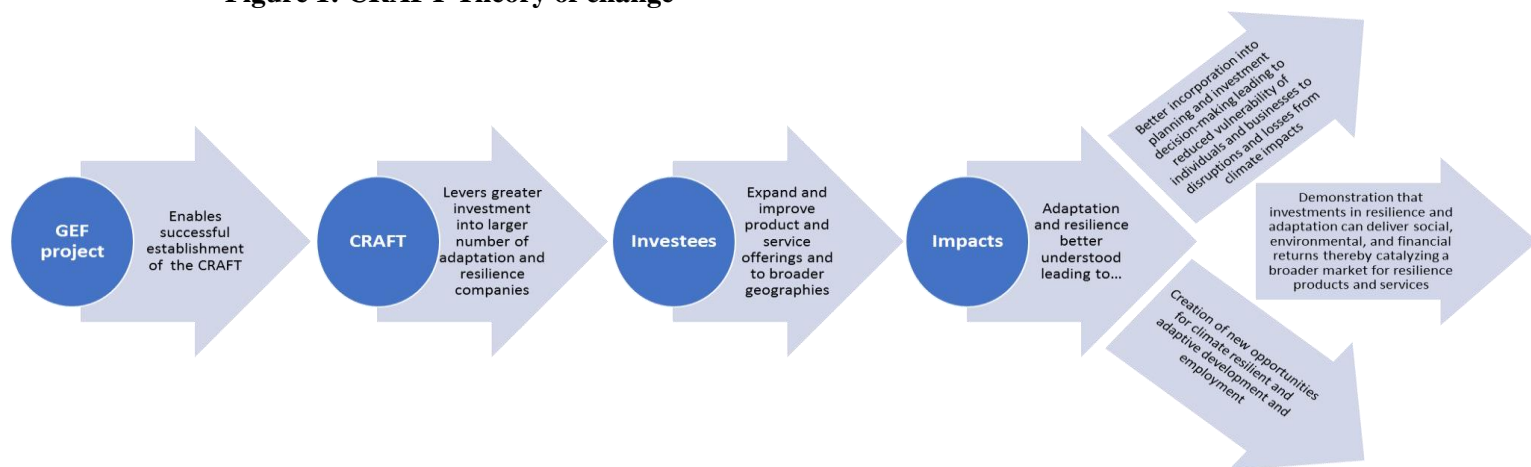 Figure 1: CRAFT Theory of change
GEF
project
Enables
successful
establishment
of the CRAFT
CRAFT
Levers greater
investment
into larger
number of
adaptation and
resilience
companies
Investees
Expand and
improve
product and
service
offerings and
to broader
geographies
Impacts
Adaptation
and resilience
better
understood
leading to...
Better incorporation into
planning and investment
decision-making leading to
reduced vulnerability of
individuals and businesses to
disruptions and losses from
climate impacts
Demonstration that
investments in resilience and
adaptation can deliver social,
environmental, and financial
returns thereby catalyzing a
broader market for resilience
products and services
Creation of new opportunities
for climate resilient and
adaptive development and
employment